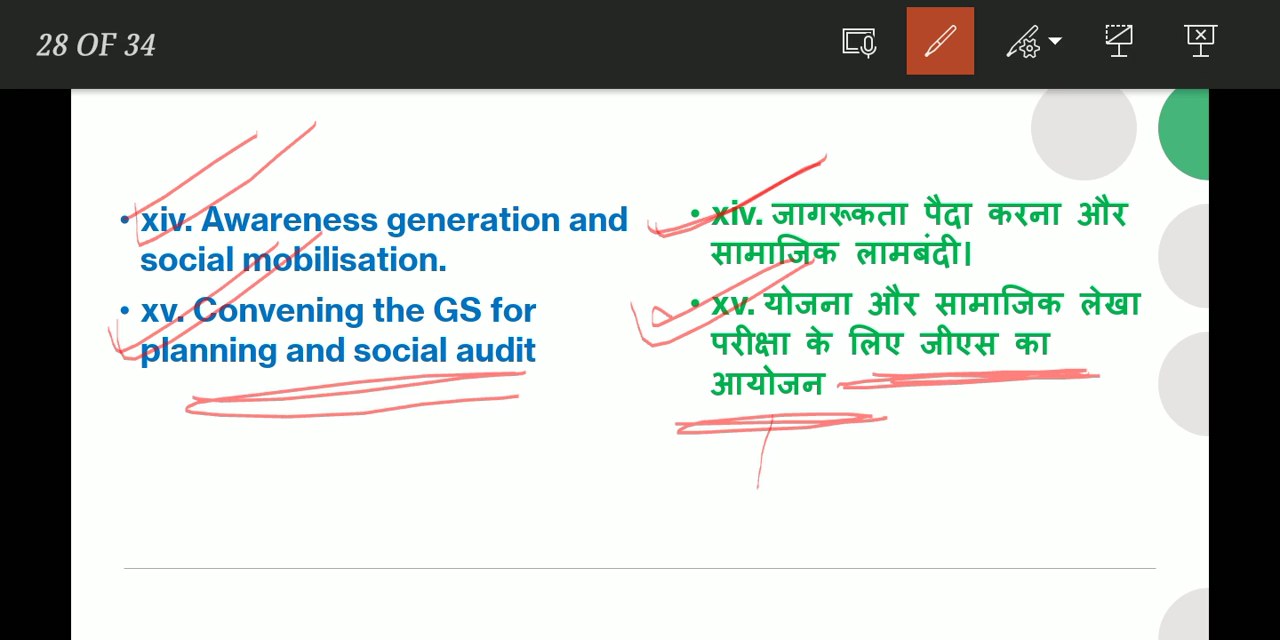 28 OF 34
• xiv. Awareness generation and
social mobilisation.
• xv. Convening the GS for
planning and social audit
• xiv. जागरूकता पैदा करना और
सामाजिक लामबंदी।
• xv. योजना और सामाजिक लेखा
परीक्षा के लिए जीएस का
आयोजन